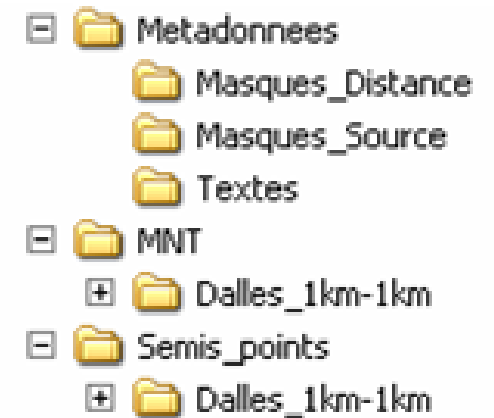 Metadonnees
Masques_Distance
Masques_Source
Textes
MNT
Dalles_1km-1km
Semis_points
Dalles_1km-1km